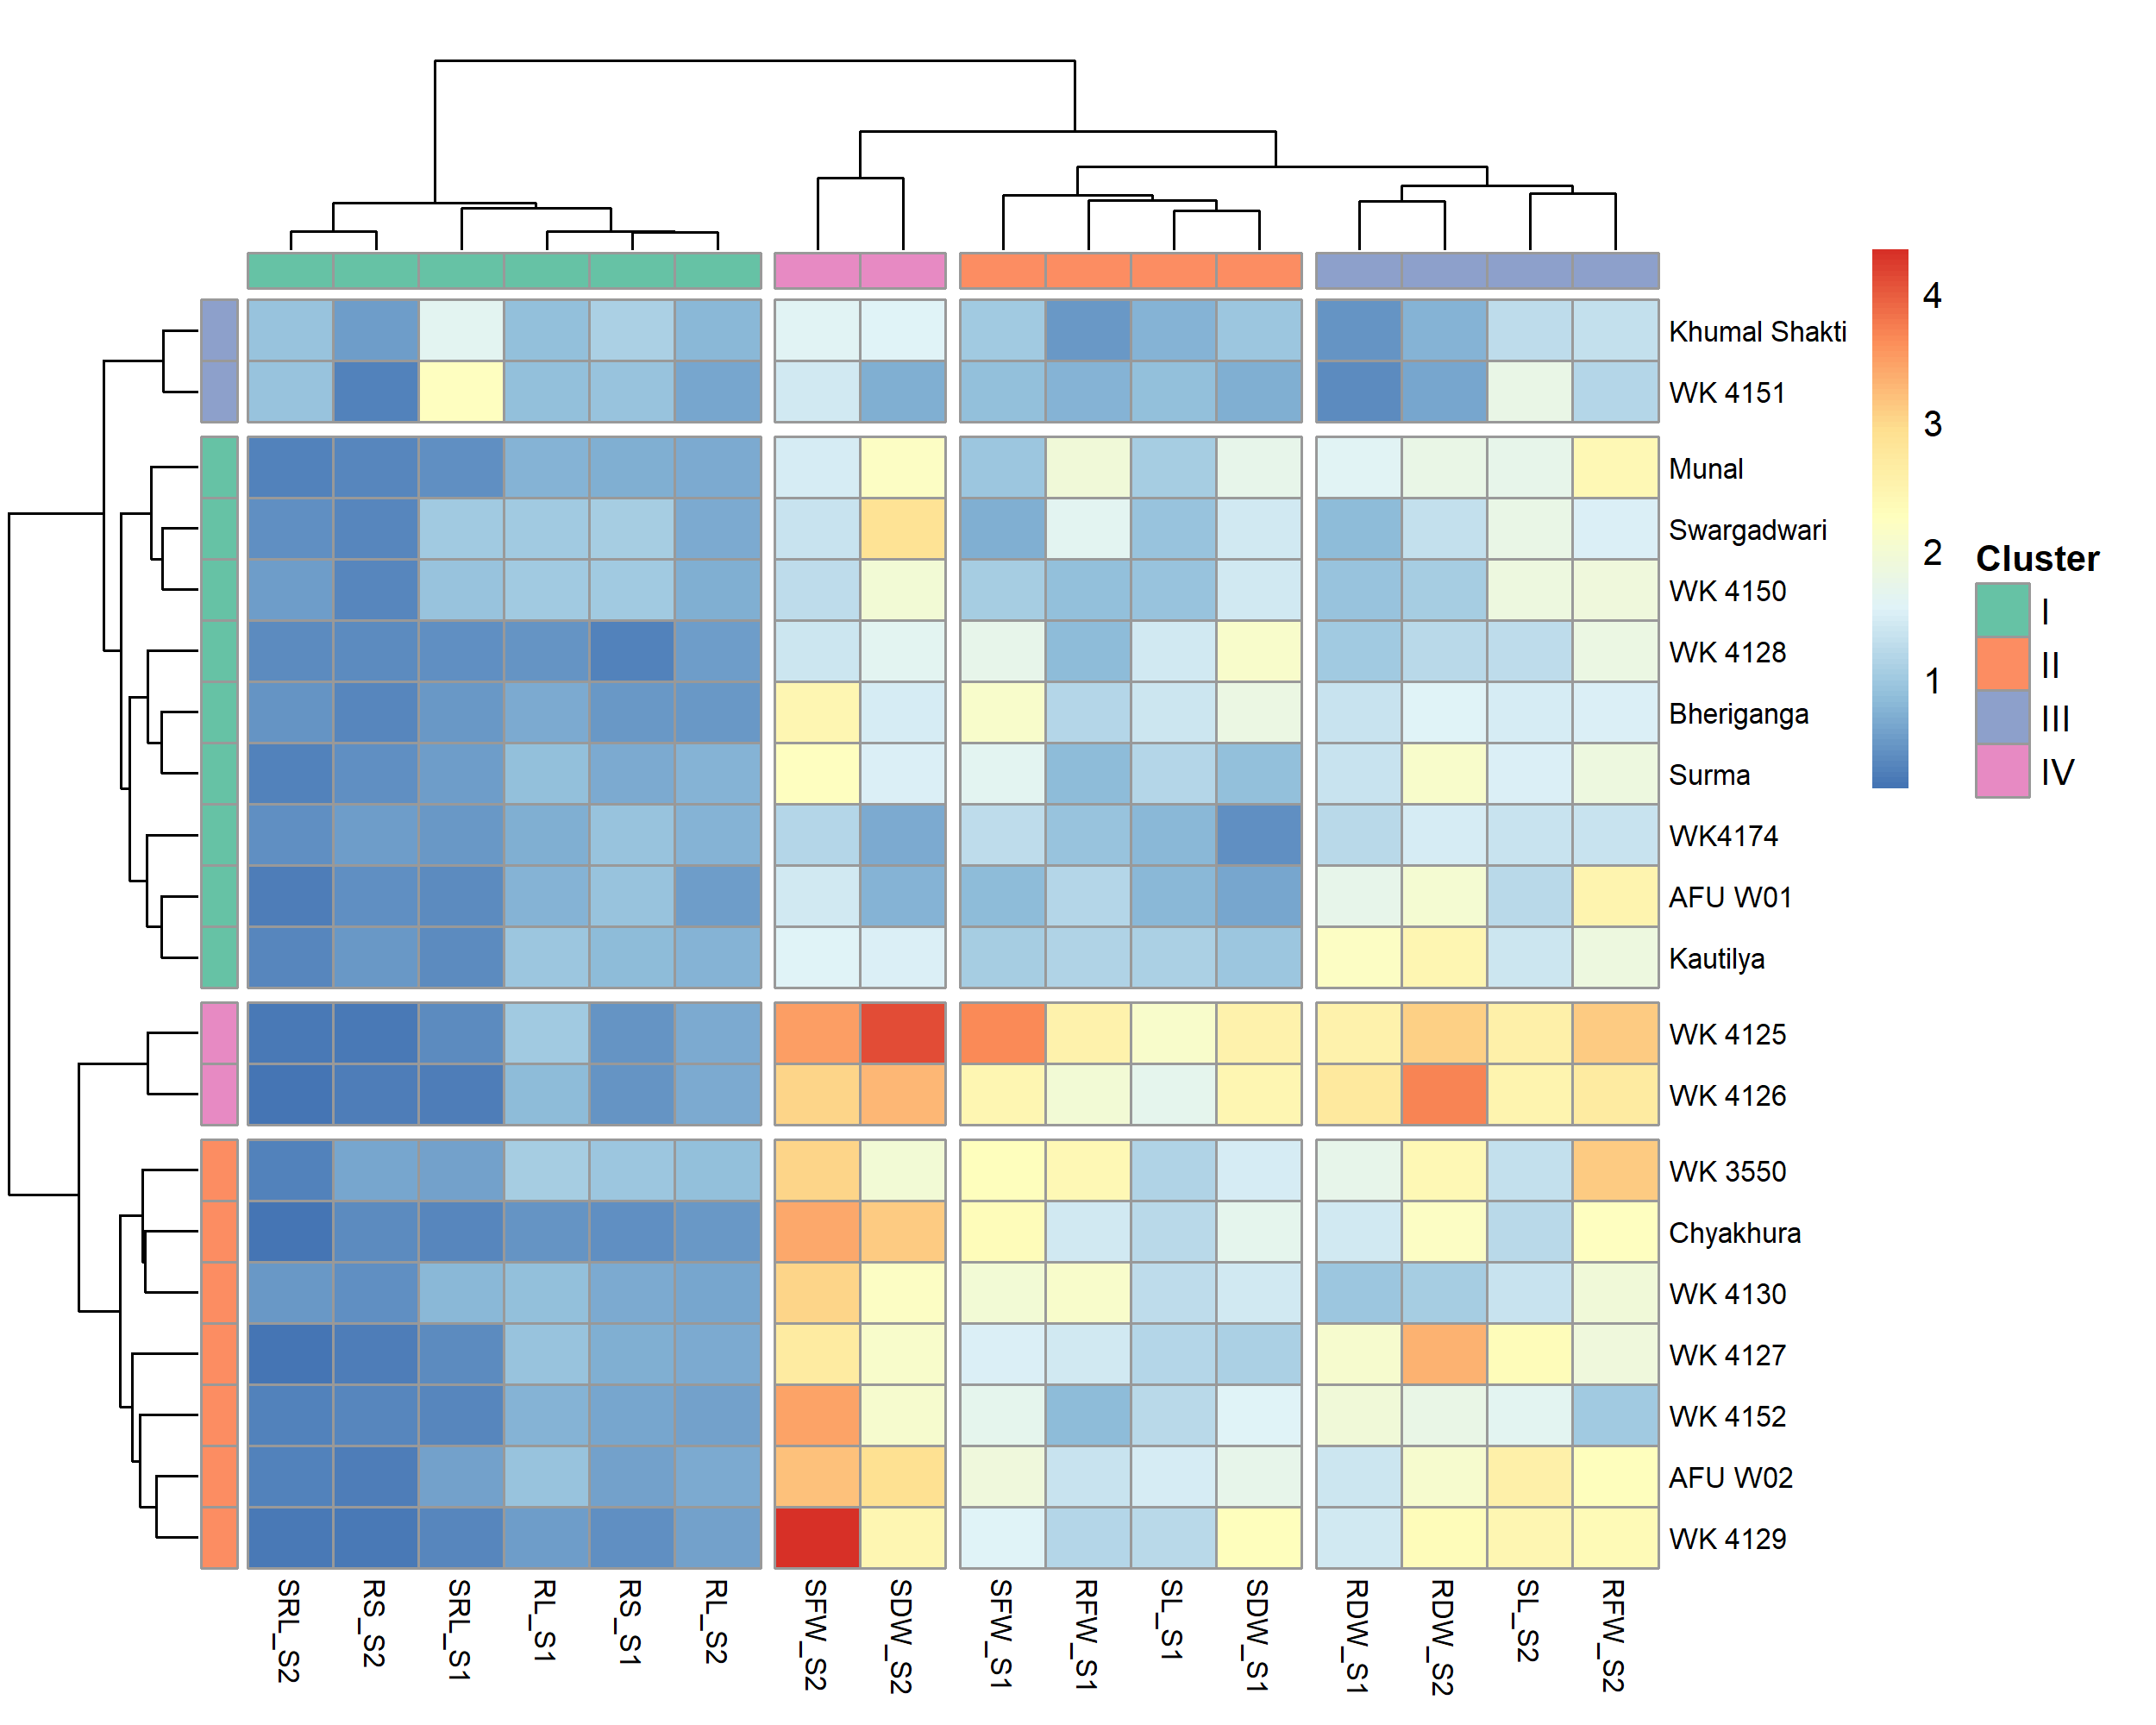 Khumal Shakti
WK 4151
Munal
Swargadwari
WK 4150
WK 4128
Bheriganga
Surma
WK4174
AFU W01
Kautilya
WK 4125
WK 4126
WK 3550
Chyakhura
WK 4130
WK 4127
WK 4152
AFU W02
WK 4129
SRL_S2
RS_S2
SRL_S1
RL_S1
RS_S1
RL_S2
SFW_S2
SDW_S2
SFW_S1
RFW_S1
SL_S1
SDW_S1
RDW_S1
RDW_S2
SL_S2
RFW_S2
4
3
2
1
Cluster
I
II
III
IV